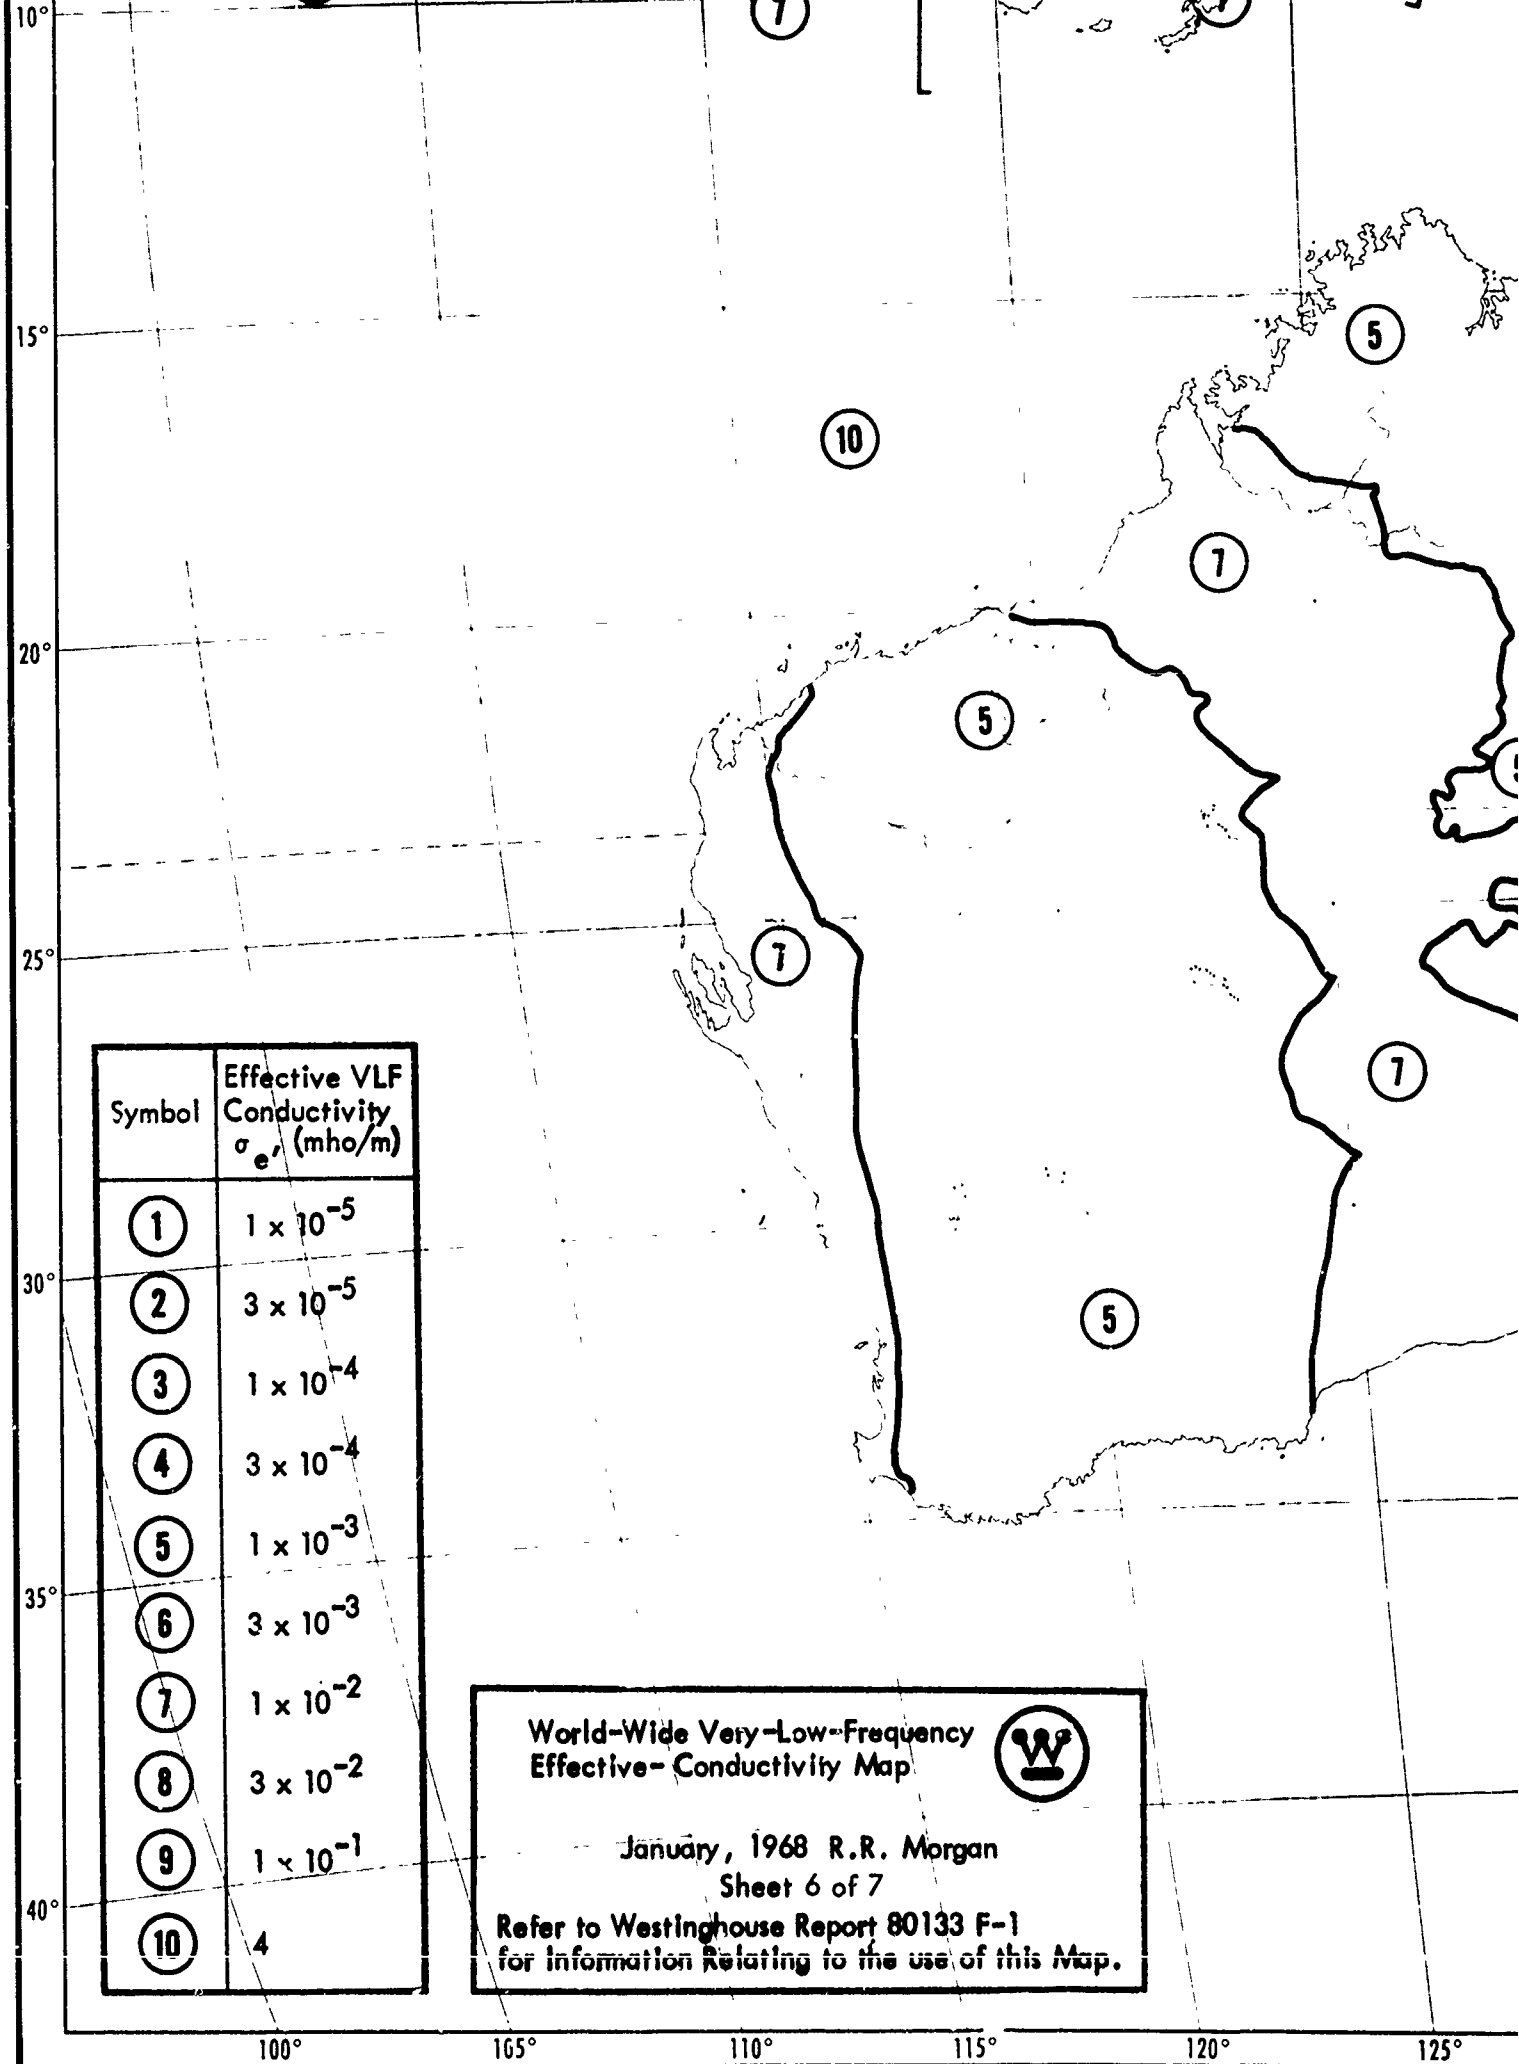 10°
7
15°
5
10
7
20°
5
5
25°
7
7
Symbol
Effective VLF
Conductivity
σe, (mho/m)
1 1 x 10-5
30°
2 3 x 10-5
5
3 1 x 10-4
4 3 x 10-4
5 1 x 10-3
35°
6 3 x 10-3
7 1 x 10-2
8 3 x 10-2
9 1 x 10-1
40°
10 4
World-Wide Very-Low-Frequency
Effective-Conductivity Map
W
January, 1968 R.R. Morgan
Sheet 6 of 7
Refer to Westinghouse Report 80133 F-1
for Information Relating to the use of this Map.
100° 105° 110° 115° 120° 125°